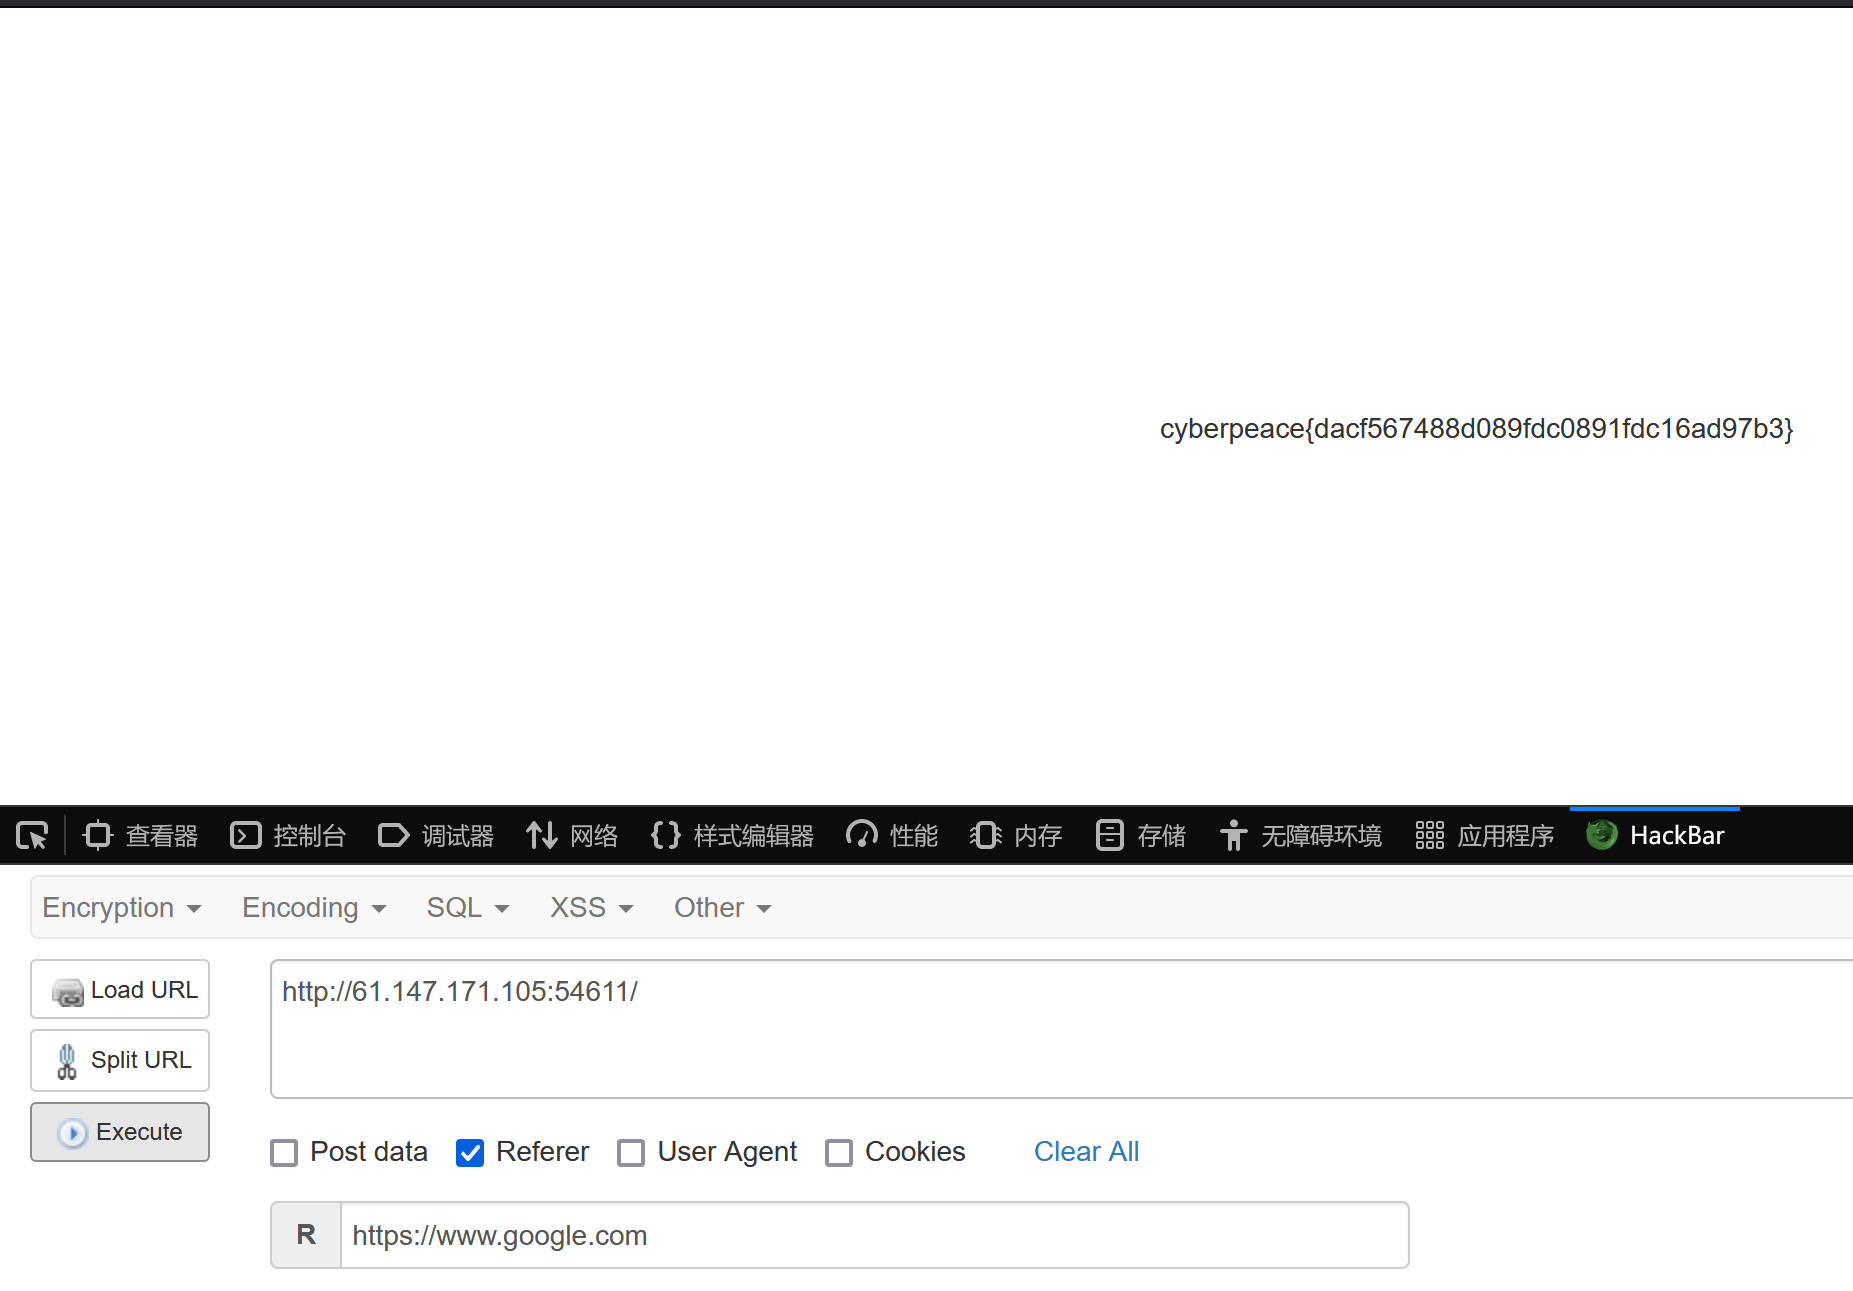 cyberpeace{dacf567488d089fdc0891fdc16ad97b3}
查看器 控制台 调试器 网络 样式编辑器 性能 内存 存储 无障碍环境 应用程序 HackBar
Encryption Encoding SQL XSS Other
Load URL
http://61.147.171.105:54611/
Split URL
Execute
Post data Referer User Agent Cookies Clear All
R https://www.google.com